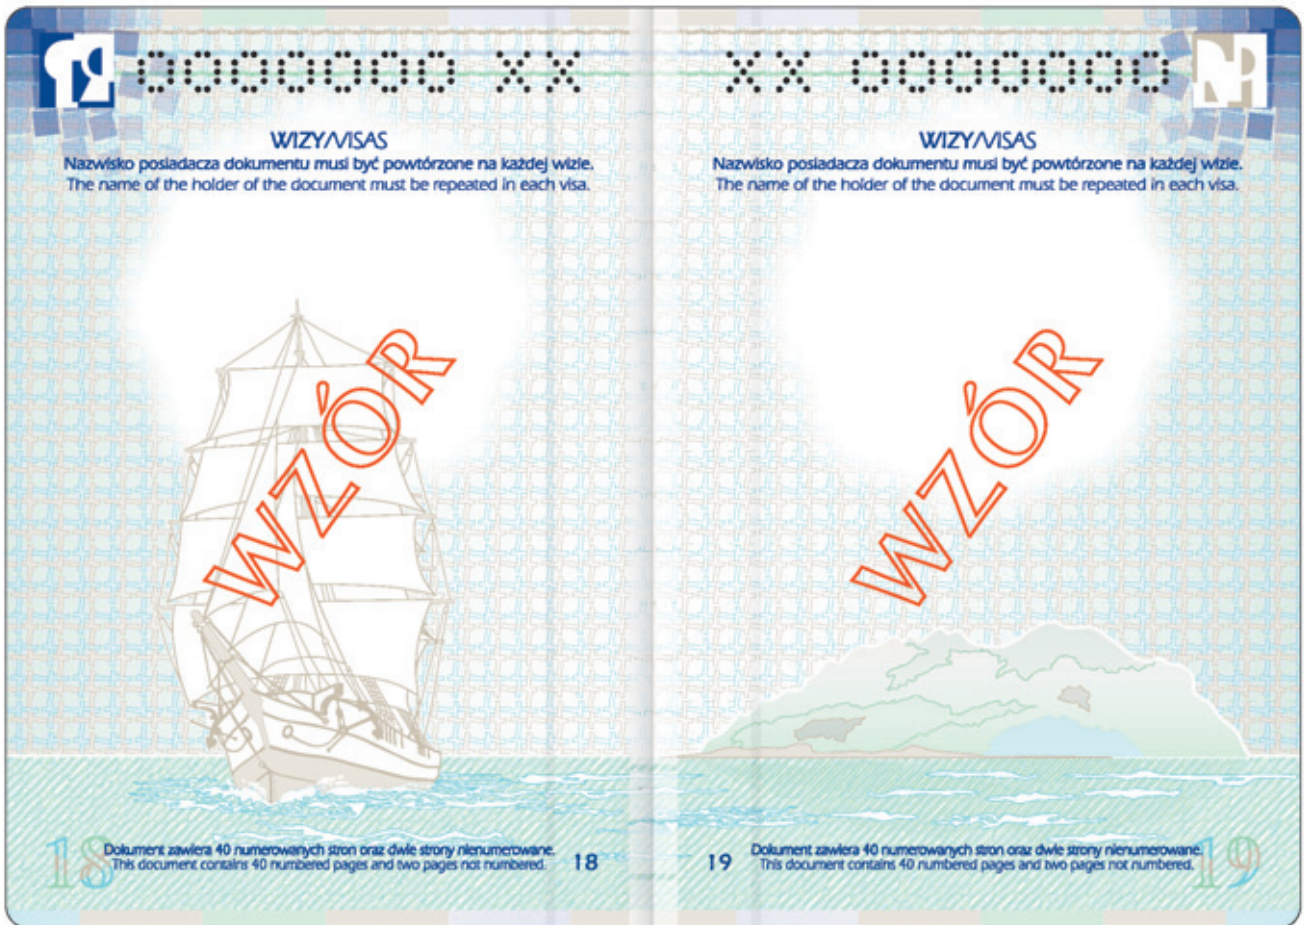 0000000 XX
WIZY/VISAS
Nazwisko posiadacza dokumentu musi być powtórzone na każdej wizie.
The name of the holder of the document must be repeated in each visa.
WZÓR
18
Dokument zawiera 40 numerowanych stron oraz dwie strony nienumerowane.
This document contains 40 numbered pages and two pages not numbered.
18
XX 0000000
WIZY/VISAS
Nazwisko posiadacza dokumentu musi być powtórzone na każdej wizie.
The name of the holder of the document must be repeated in each visa.
WZÓR
19
Dokument zawiera 40 numerowanych stron oraz dwie strony nienumerowane.
This document contains 40 numbered pages and two pages not numbered.
19